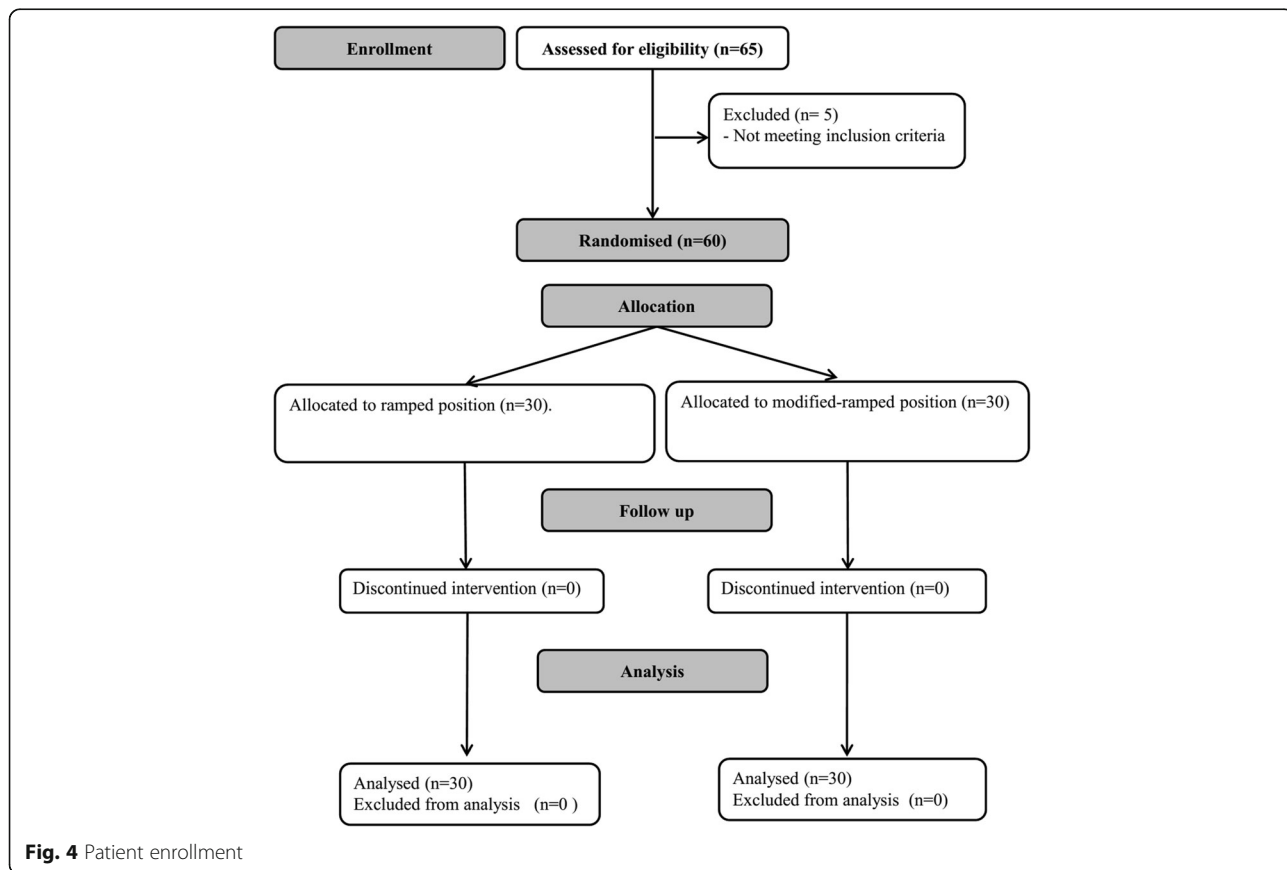 Enrollment
Assessed for eligibility (n=65)
Excluded (n= 5)
- Not meeting inclusion criteria
Randomised (n=60)
Allocation
Allocated to ramped position (n=30).
Allocated to modified-ramped position (n=30)
Follow up
Discontinued intervention (n=0)
Discontinued intervention (n=0)
Analysis
Analysed (n=30)
Excluded from analysis (n=0 )
Analysed (n=30)
Excluded from analysis (n=0)
Fig. 4 Patient enrollment